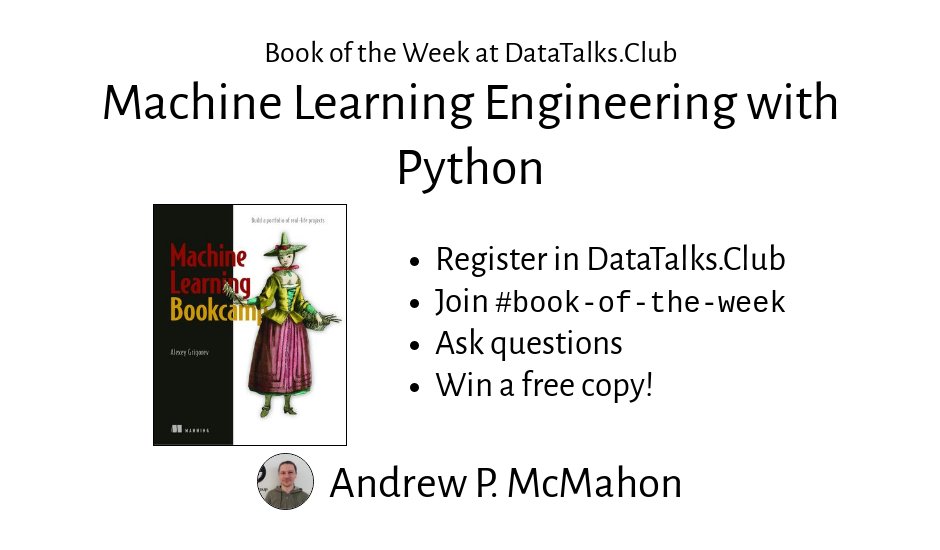 Book of the Week at DataTalks.Club
Machine Learning Engineering with
Python
Build a portfolio of real-life projects
Machine
Learning
Bookcamp
Alexey Grigorev
MANNING
• Register in DataTalks.Club
• Join #book-of-the-week
• Ask questions
• Win a free copy!
Andrew P. McMahon